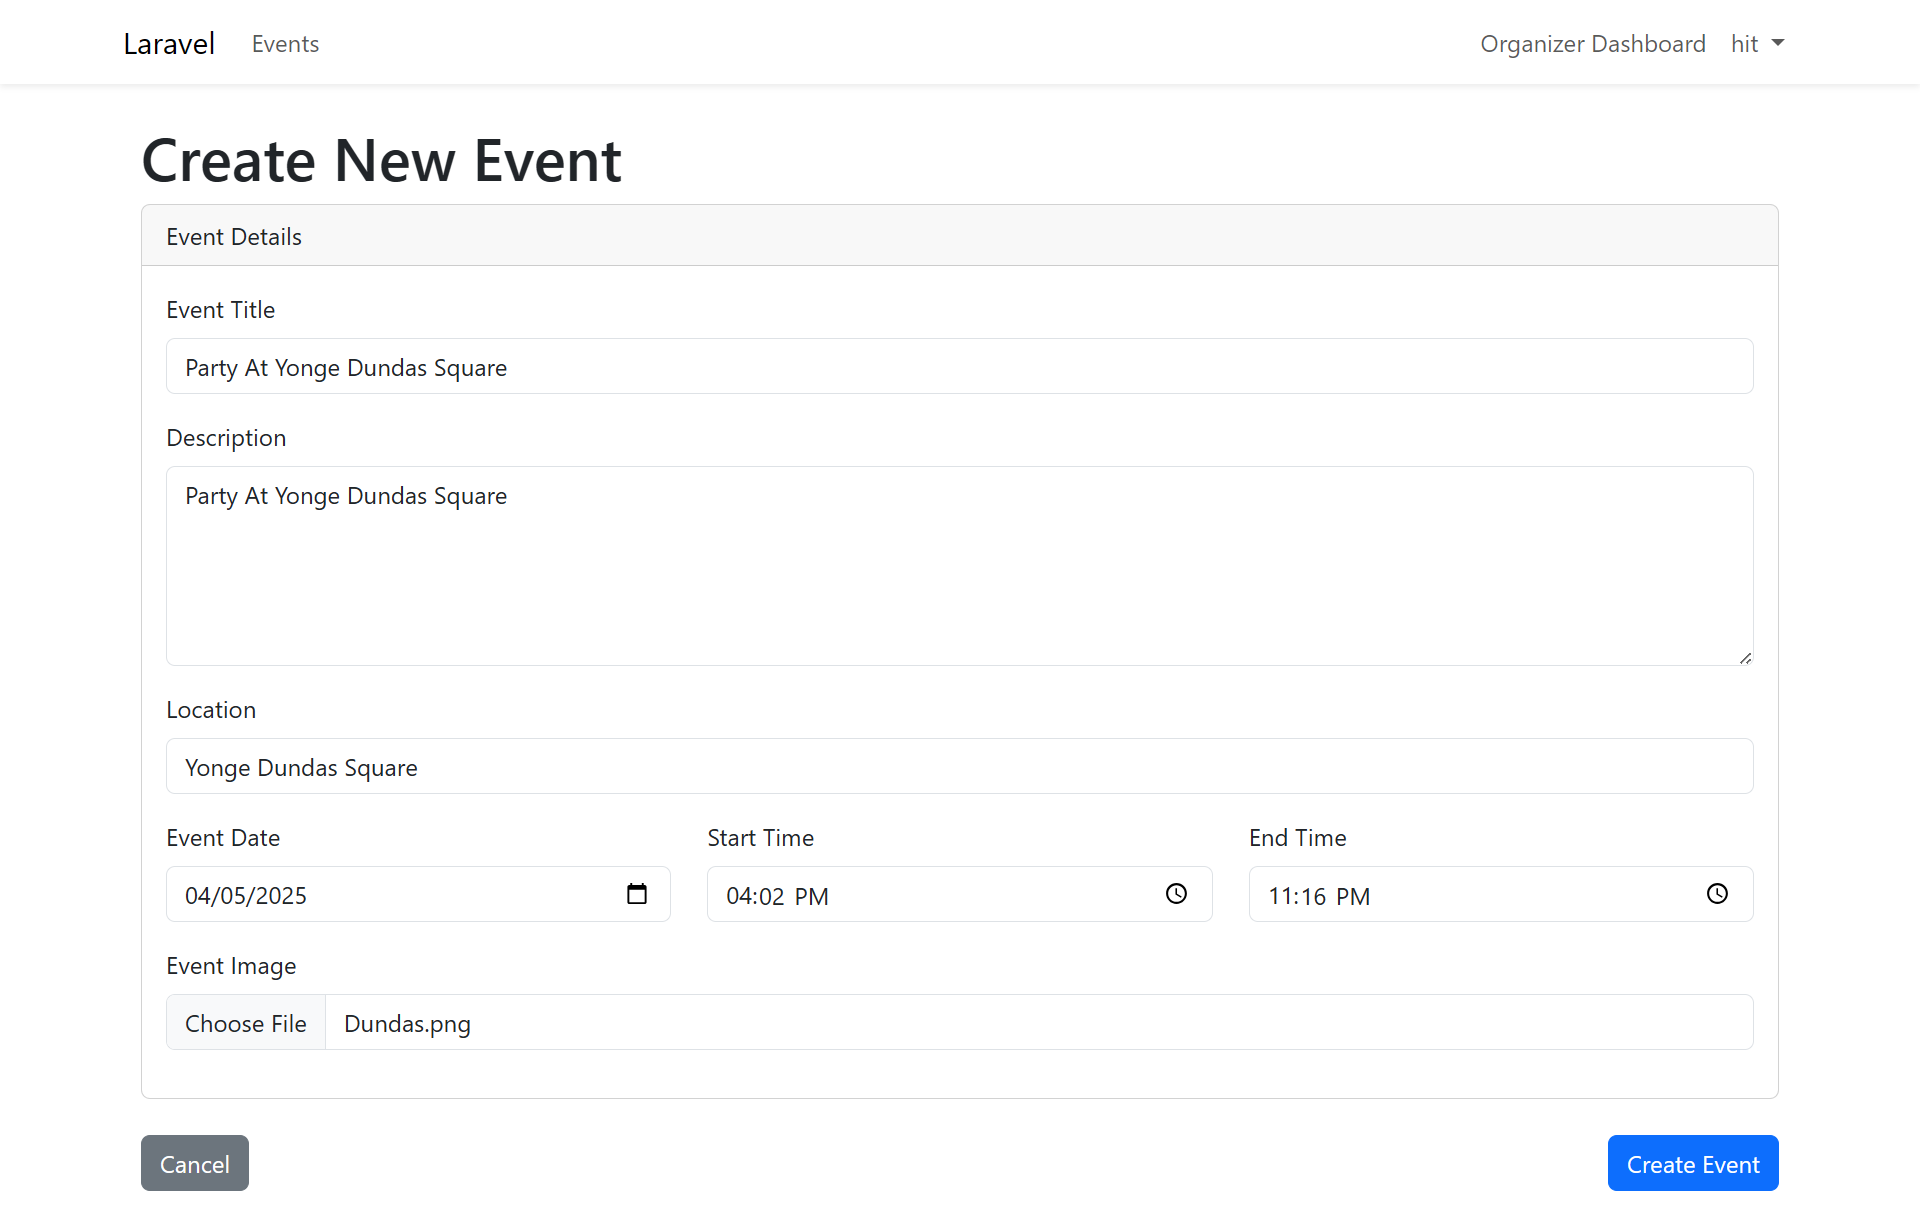 Laravel Events Organizer Dashboard hit
Create New Event
Event Details
Event Title
Party At Yonge Dundas Square
Description
Party At Yonge Dundas Square
Location
Yonge Dundas Square
Event Date Start Time End Time
04/05/2025 04:02 PM 11:16 PM
Event Image
Choose File Dundas.png
Cancel Create Event